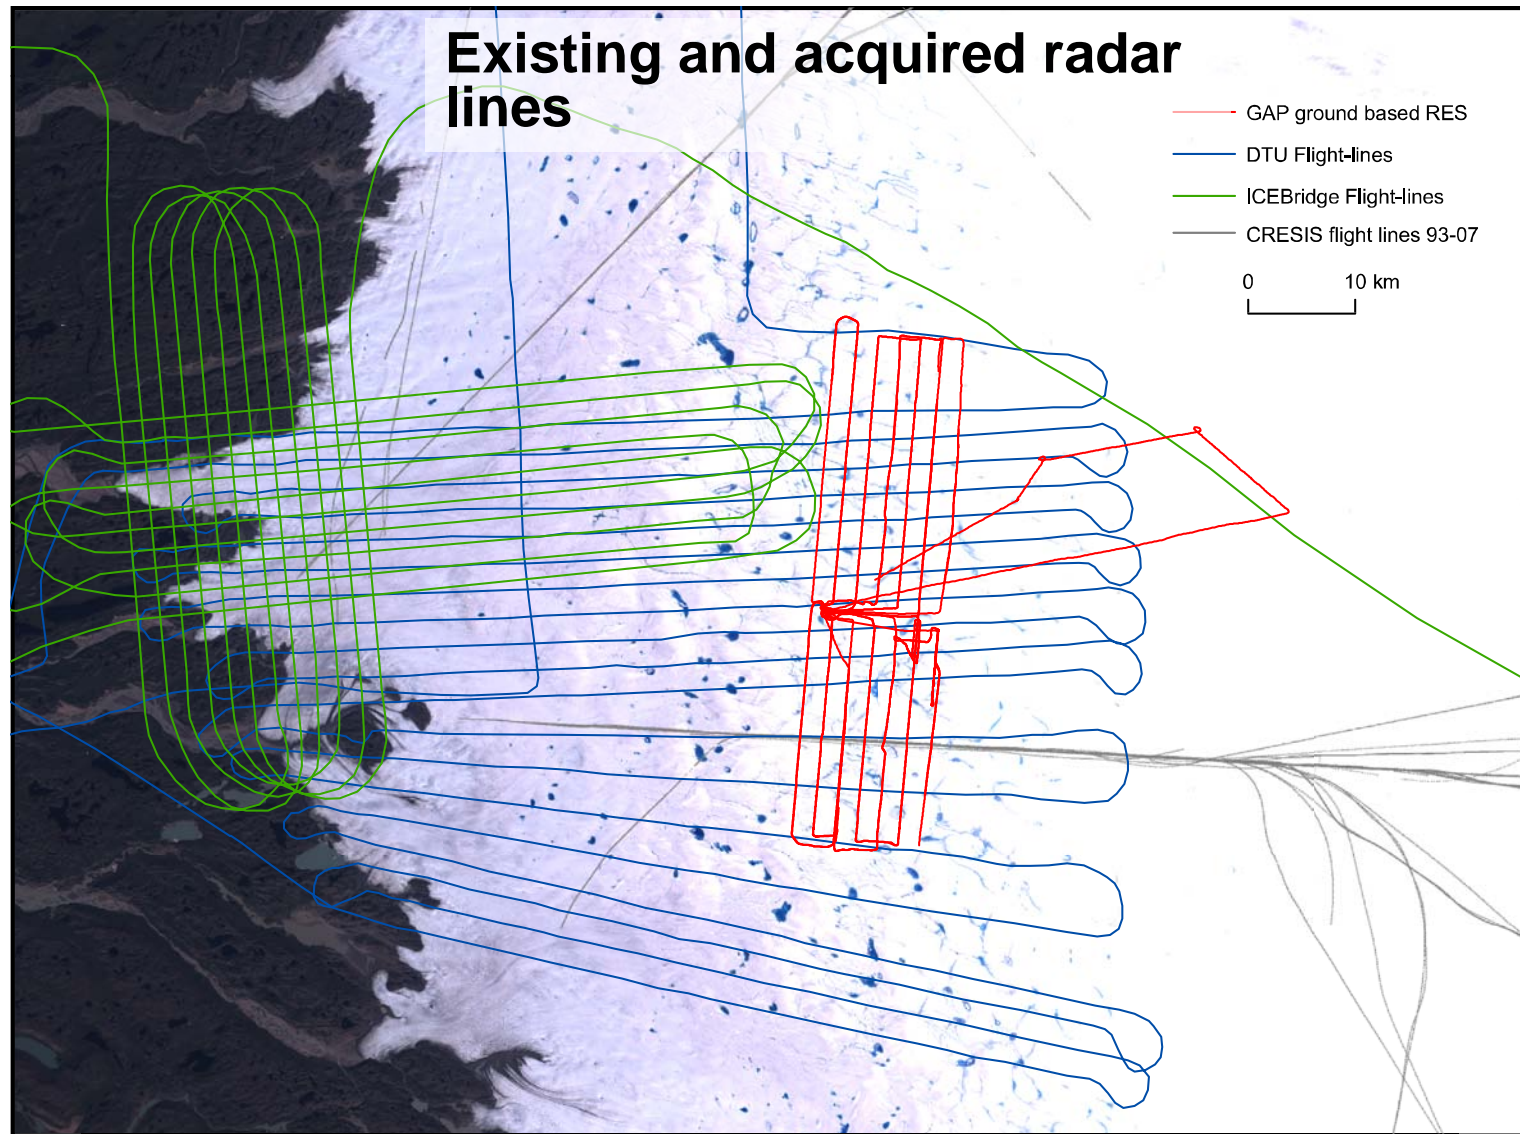 Existing and acquired radar
lines
GAP ground based RES
DTU Flight-lines
ICEBridge Flight-lines
CRESIS flight lines 93-07
0 10 km